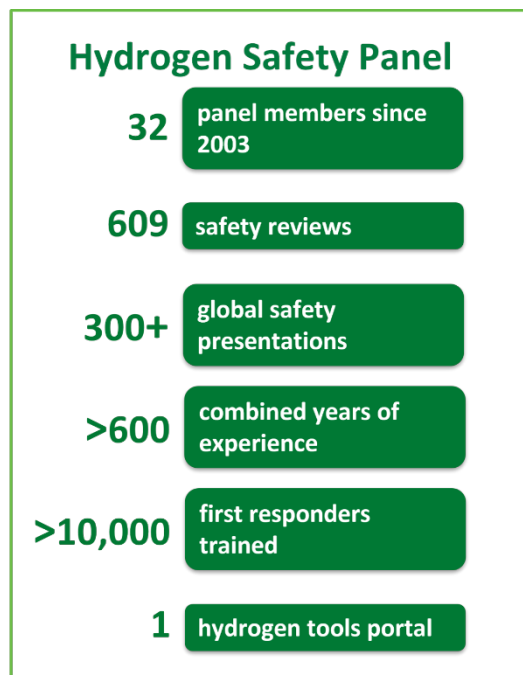 Hydrogen Safety Panel
32
panel members since
2003
609
safety reviews
300+
global safety
presentations
>600
combined years of
experience
>10,000
first responders
trained
1
hydrogen tools portal